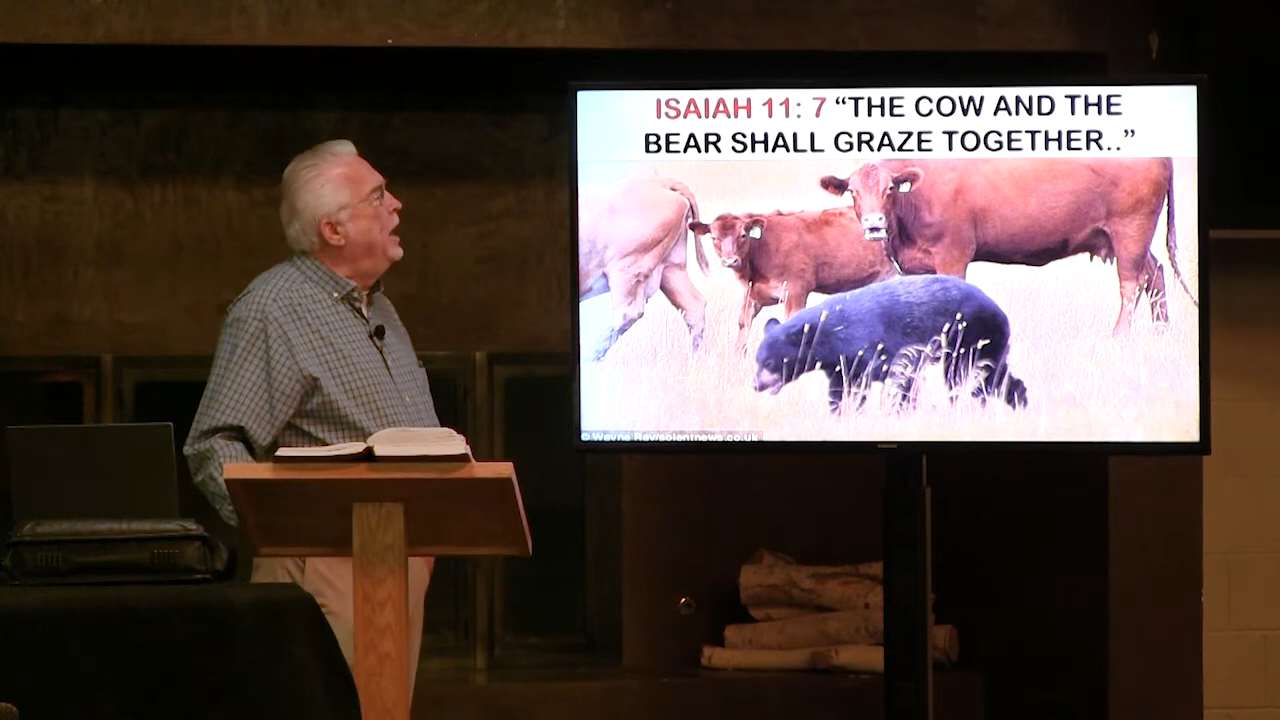 ISAIAH 11: 7 “THE COW AND THE
BEAR SHALL GRAZE TOGETHER..”